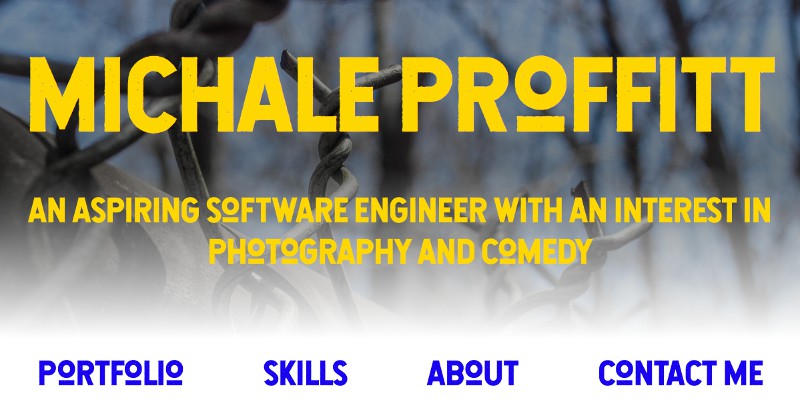 MICHALE PROFFITT
AN ASPIRING SOFTWARE ENGINEER WITH AN INTEREST IN
PHOTOGRAPHY AND COMEDY
PORTFOLIO SKILLS ABOUT CONTACT ME